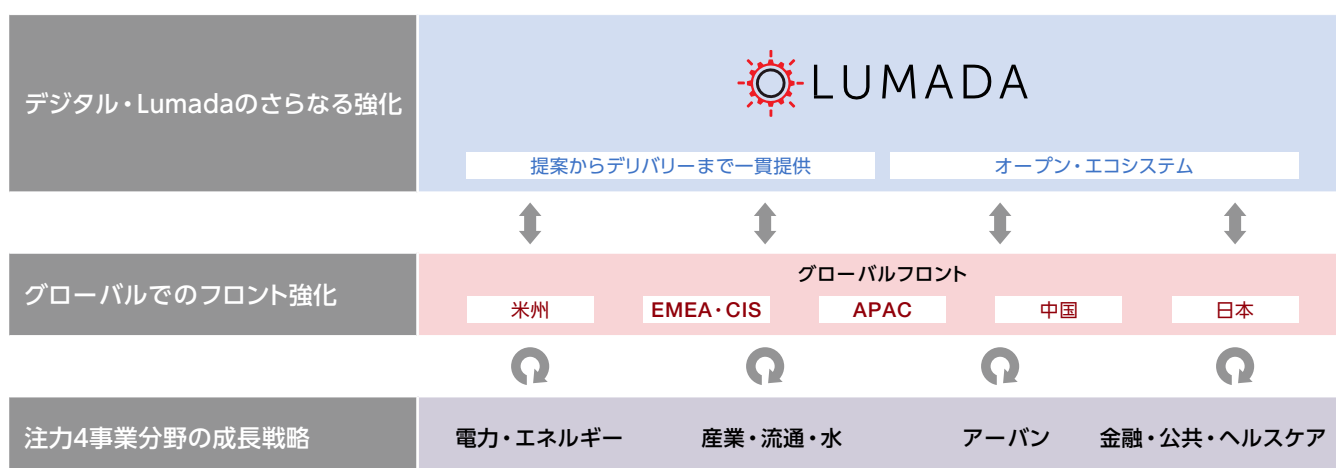 デジタル・Lumadaのさらなる強化
LUMADA
提案からデリバリーまで一貫提供
オープン・エコシステム
グローバルでのフロント強化
グローバルフロント
米州
EMEA・CIS
APAC
中国
日本
注力4事業分野の成長戦略
電力・エネルギー
産業・流通・水
アーバン
金融・公共・ヘルスケア